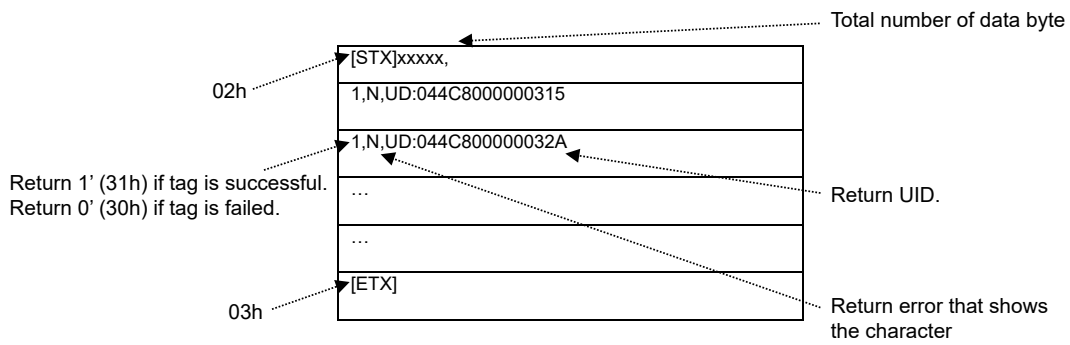 Total number of data byte
[STX]xxxxx,
02h
1,N,UD:044C8000000315
1,N,UD:044C800000032A
Return 1’ (31h) if tag is successful.
Return 0’ (30h) if tag is failed.
…
Return UID.
…
[ETX]
03h
Return error that shows
the character